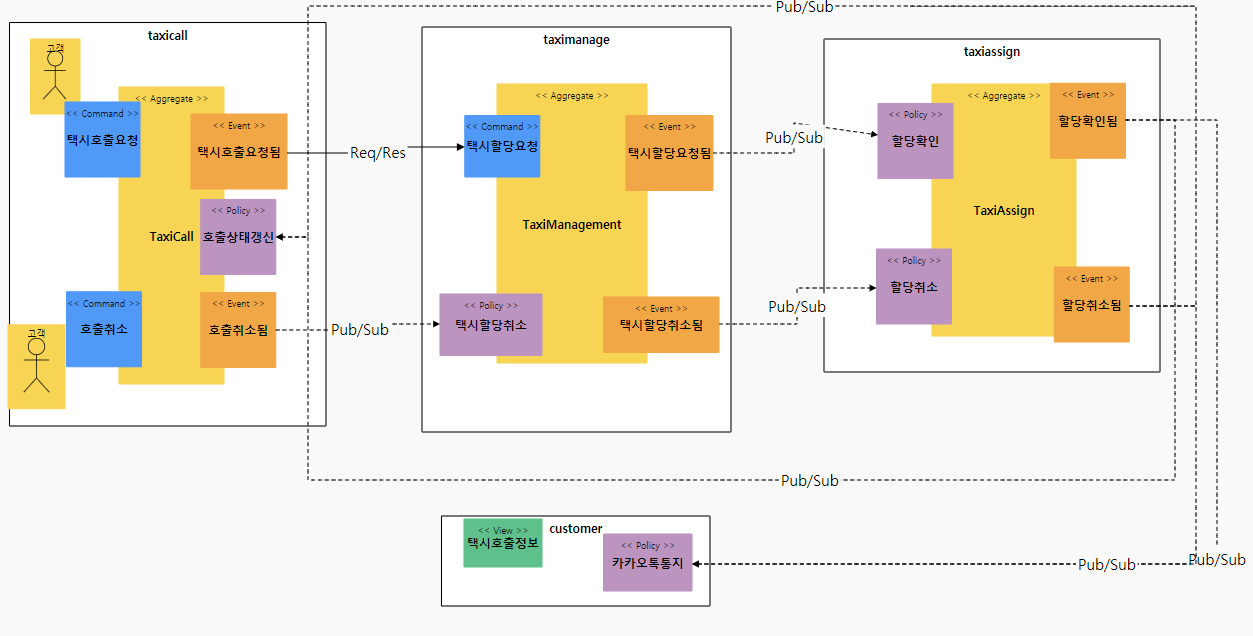 Pub/Sub
taxicall
고객
<< Aggregate >>
<< Command >>
택시호출요청
<< Event >>
택시호출요청됨
Req/Res
<< Policy >>
호출상태갱신
TaxiCall
<< Command >>
호출취소
고객
<< Event >>
호출취소됨
Pub/Sub
taximanage
<< Aggregate >>
<< Command >>
택시할당요청
<< Event >>
택시할당요청됨
Pub/Sub
TaxiManagement
<< Policy >>
택시할당취소
<< Event >>
택시할당취소됨
Pub/Sub
taxiassign
<< Aggregate >>
<< Event >>
할당확인됨
<< Policy >>
할당확인
TaxiAssign
<< Policy >>
할당취소
<< Event >>
할당취소됨
Pub/Sub
customer
<< View >>
택시호출정보
<< Policy >>
카카오톡통지
Pub/Sub
Pub/Sub